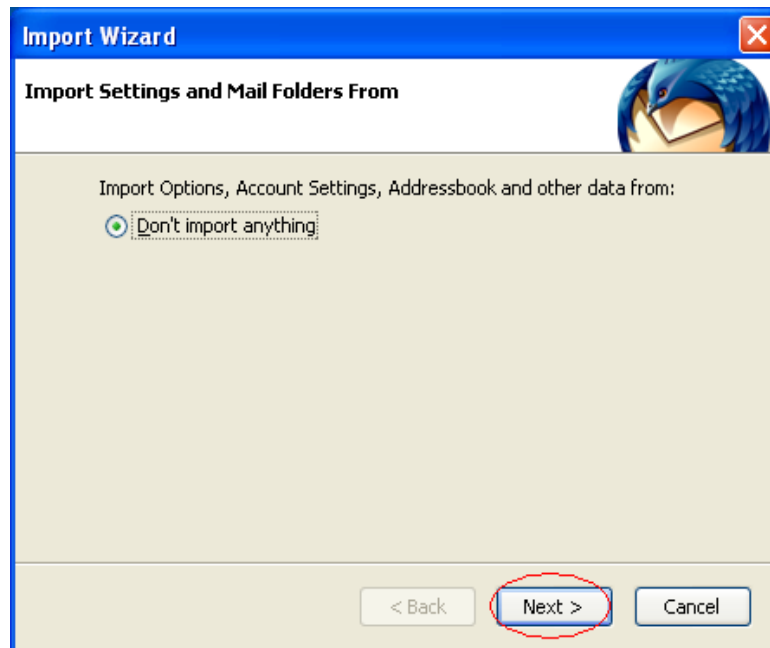 Import Wizard
Import Settings and Mail Folders From
Import Options, Account Settings, Addressbook and other data from:
Don't import anything
< Back Next > Cancel